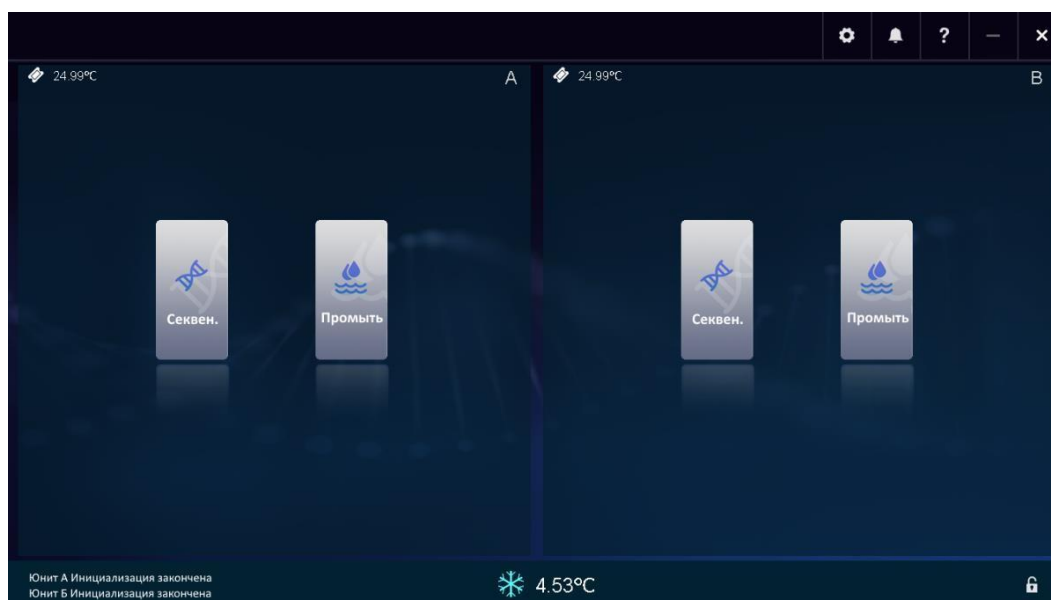 24.99℃ A 24.99℃ B
Секвен. Промыть Секвен. Промыть
Юнит А Инициализация закончена
Юнит Б Инициализация закончена
4.53℃